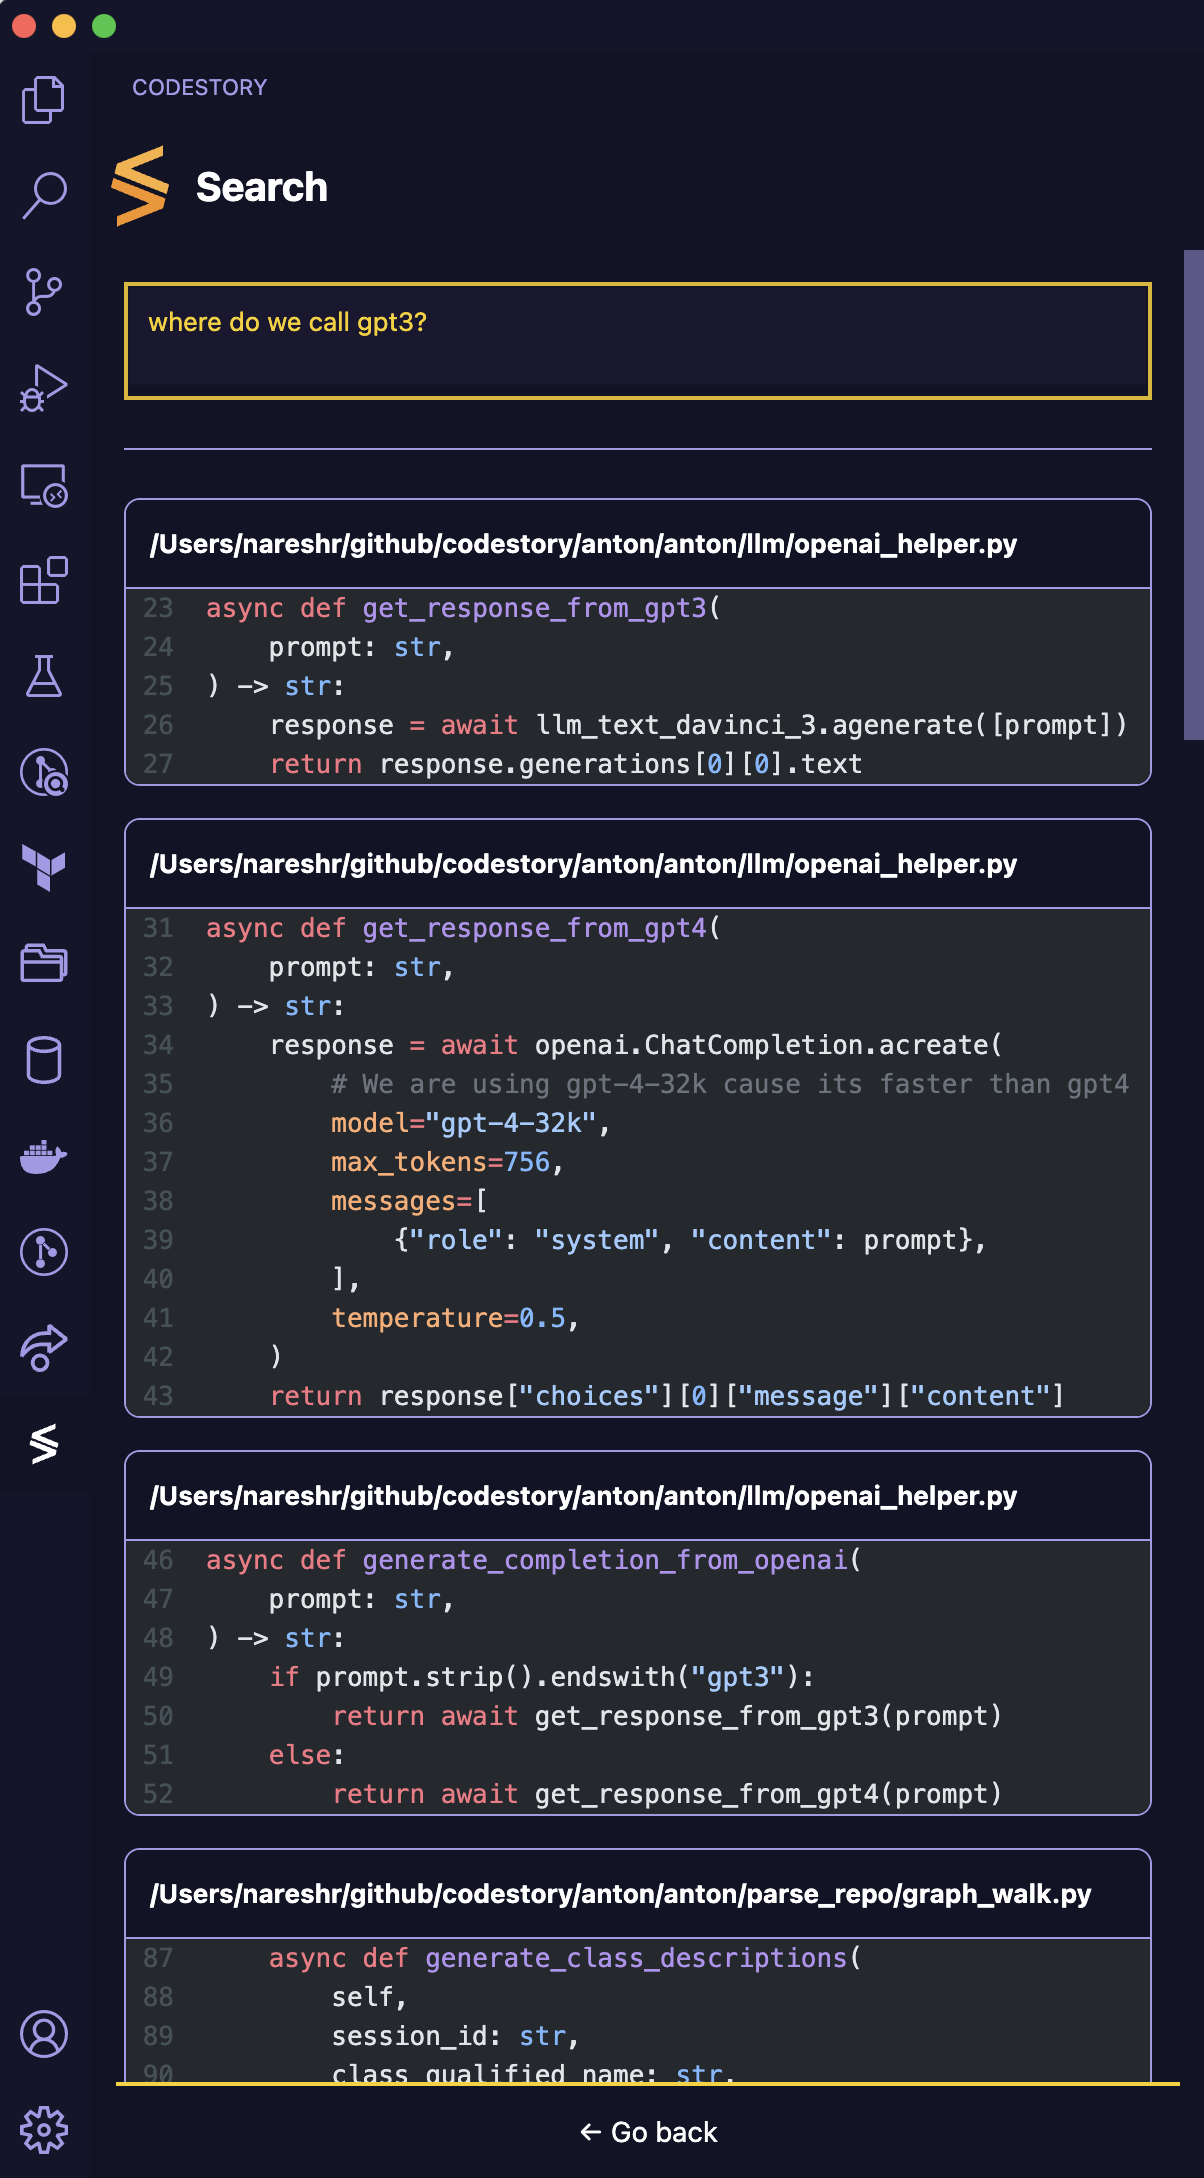 CODESTORY
Search
where do we call gpt3?
/Users/nareshr/github/codestory/anton/anton/llm/openai_helper.py
23  async def get_response_from_gpt3(
24      prompt: str,
25  ) -> str:
26      response = await llm_text_davinci_3.agenerate([prompt])
27      return response.generations[0][0].text
/Users/nareshr/github/codestory/anton/anton/llm/openai_helper.py
31  async def get_response_from_gpt4(
32      prompt: str,
33  ) -> str:
34      response = await openai.ChatCompletion.acreate(
35          # We are using gpt-4-32k cause its faster than gpt4
36          model="gpt-4-32k",
37          max_tokens=756,
38          messages=[
39              {"role": "system", "content": prompt},
40          ],
41          temperature=0.5,
42      )
43      return response["choices"][0]["message"]["content"]
/Users/nareshr/github/codestory/anton/anton/llm/openai_helper.py
46  async def generate_completion_from_openai(
47      prompt: str,
48  ) -> str:
49      if prompt.strip().endswith("gpt3"):
50          return await get_response_from_gpt3(prompt)
51      else:
52          return await get_response_from_gpt4(prompt)
/Users/nareshr/github/codestory/anton/anton/parse_repo/graph_walk.py
87      async def generate_class_descriptions(
88          self,
89          session_id: str,
90          class_qualified_name: str,
← Go back